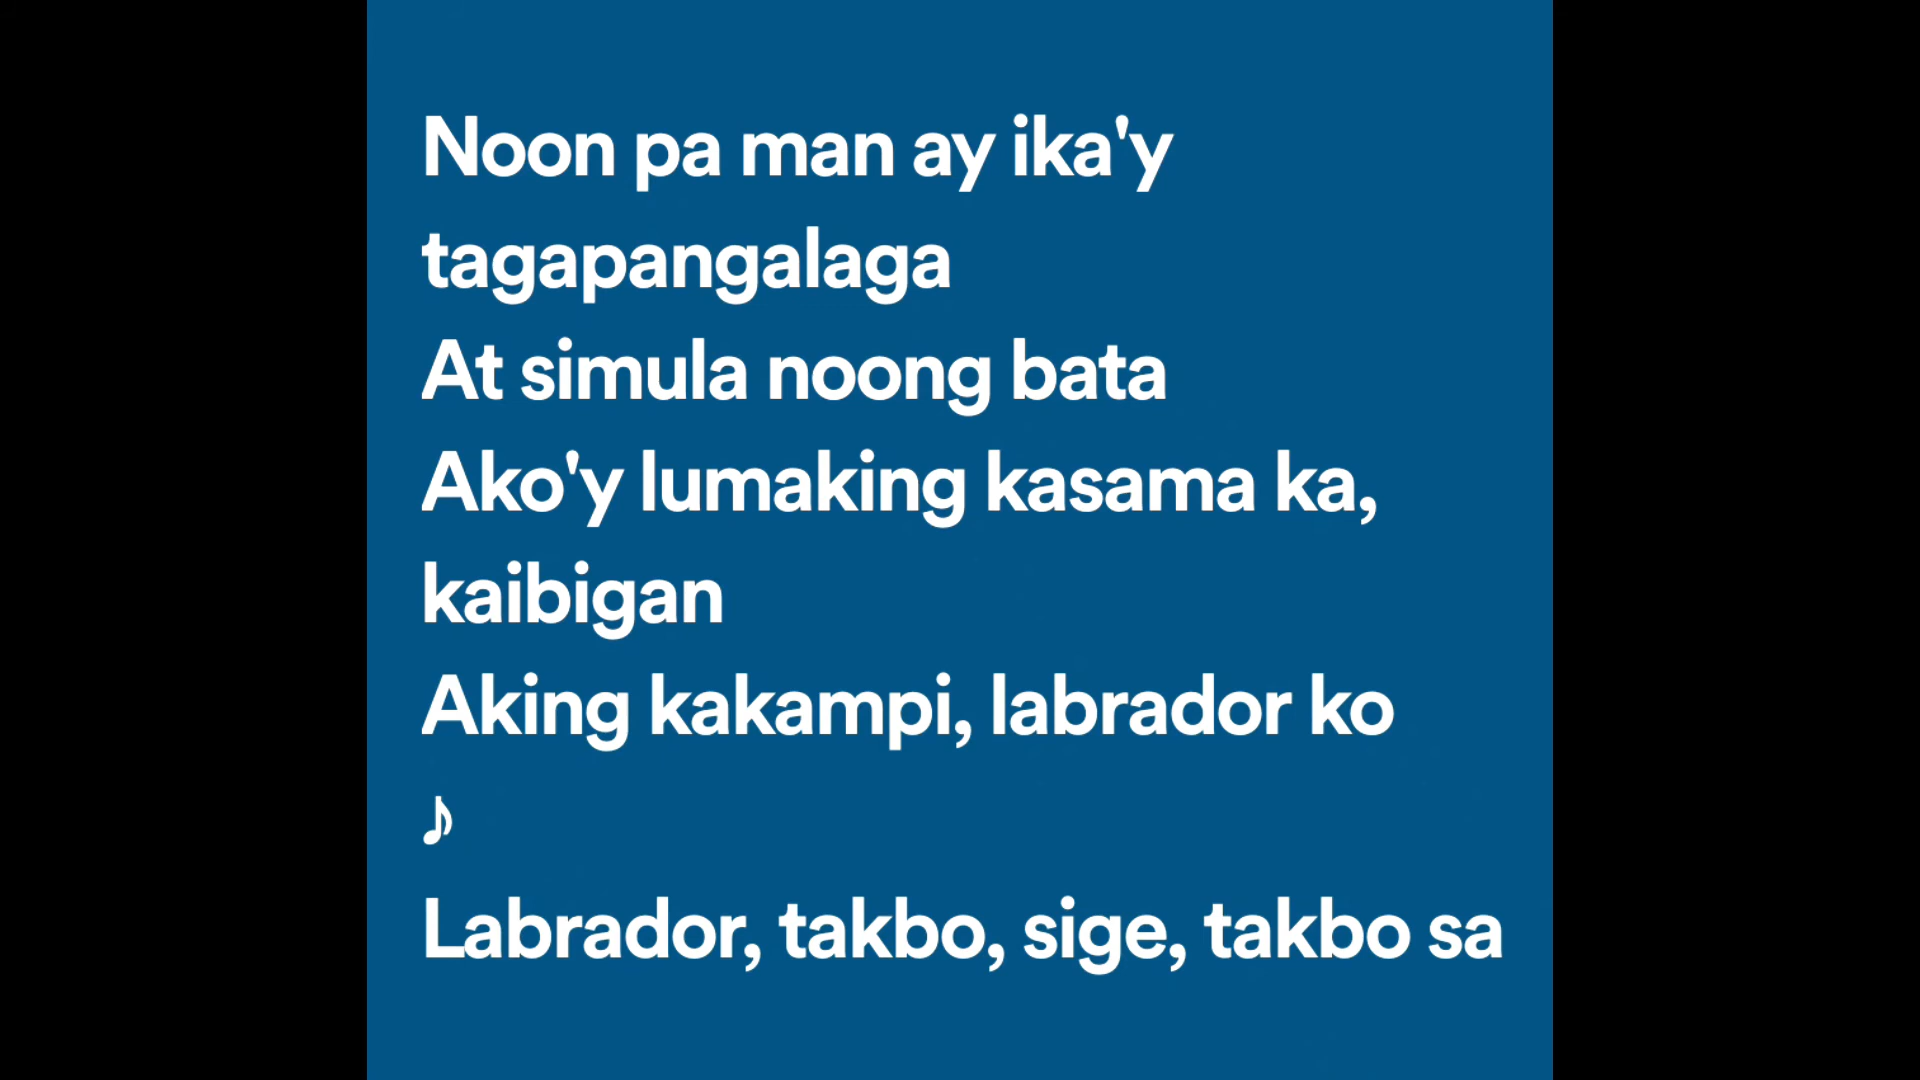 Noon pa man ay ika'y
tagapangalaga
At simula noong bata
Ako'y lumaking kasama ka,
kaibigan
Aking kakampi, labrador ko
♪
Labrador, takbo, sige, takbo sa